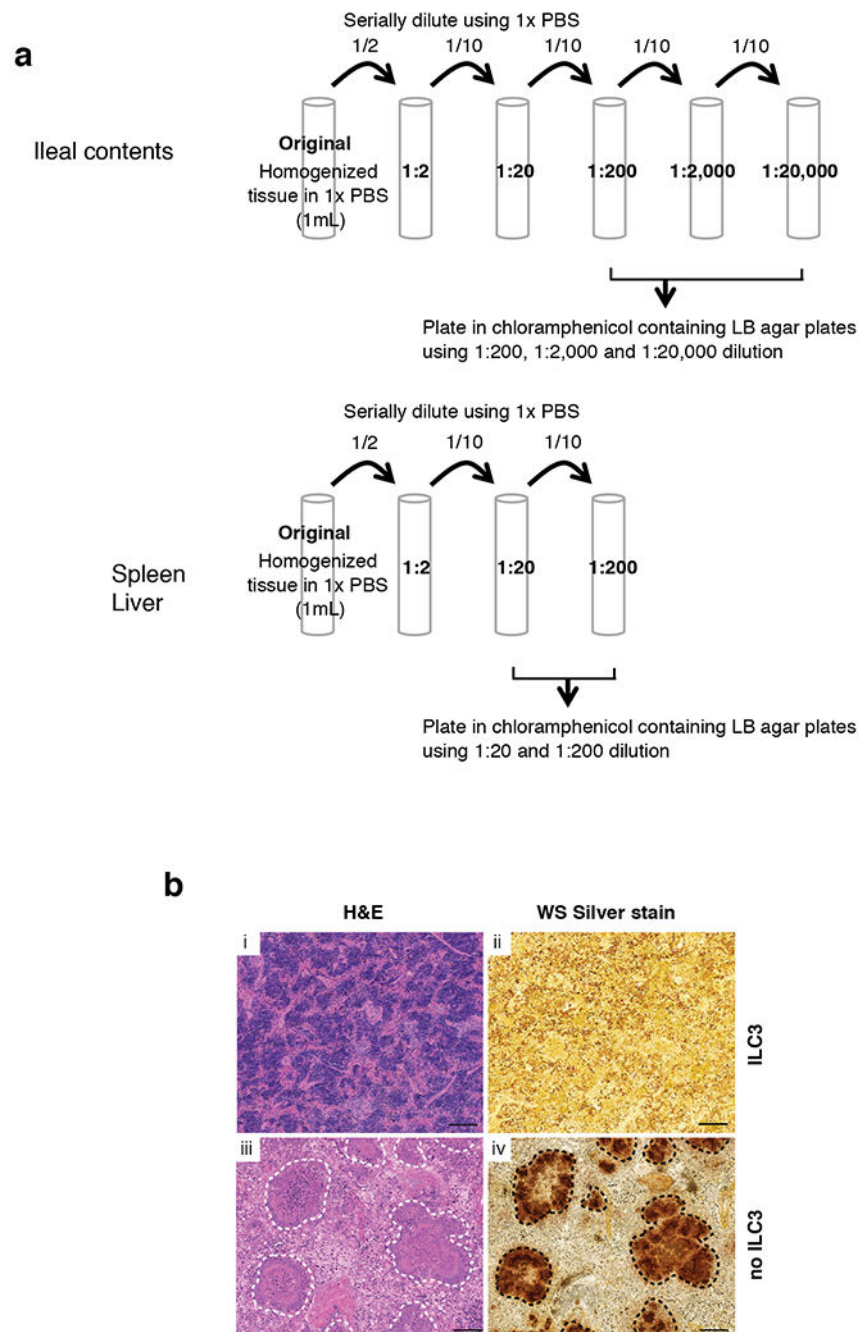 a
Serially dilute using 1x PBS
1/2 1/10 1/10 1/10 1/10
Ileal contents
Original
Homogenized
tissue in 1x PBS
(1mL)
1:2 1:20 1:200 1:2,000 1:20,000
Plate in chloramphenicol containing LB agar plates
using 1:200, 1:2,000 and 1:20,000 dilution
Serially dilute using 1x PBS
1/2 1/10 1/10
Spleen
Liver
Original
Homogenized
tissue in 1x PBS
(1mL)
1:2 1:20 1:200
Plate in chloramphenicol containing LB agar plates
using 1:20 and 1:200 dilution
b
H&E WS Silver stain
i ii
ILC3
iii iv
no ILC3